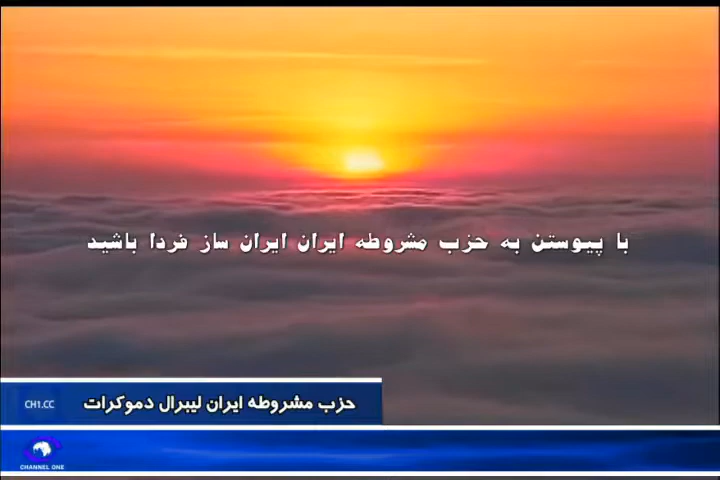 با پیوستن به حزب مشروطه ایران ایران ساز فردا باشید
حزب مشروطه ایران لیبرال دموکرات
CH1.CC
CHANNEL ONE